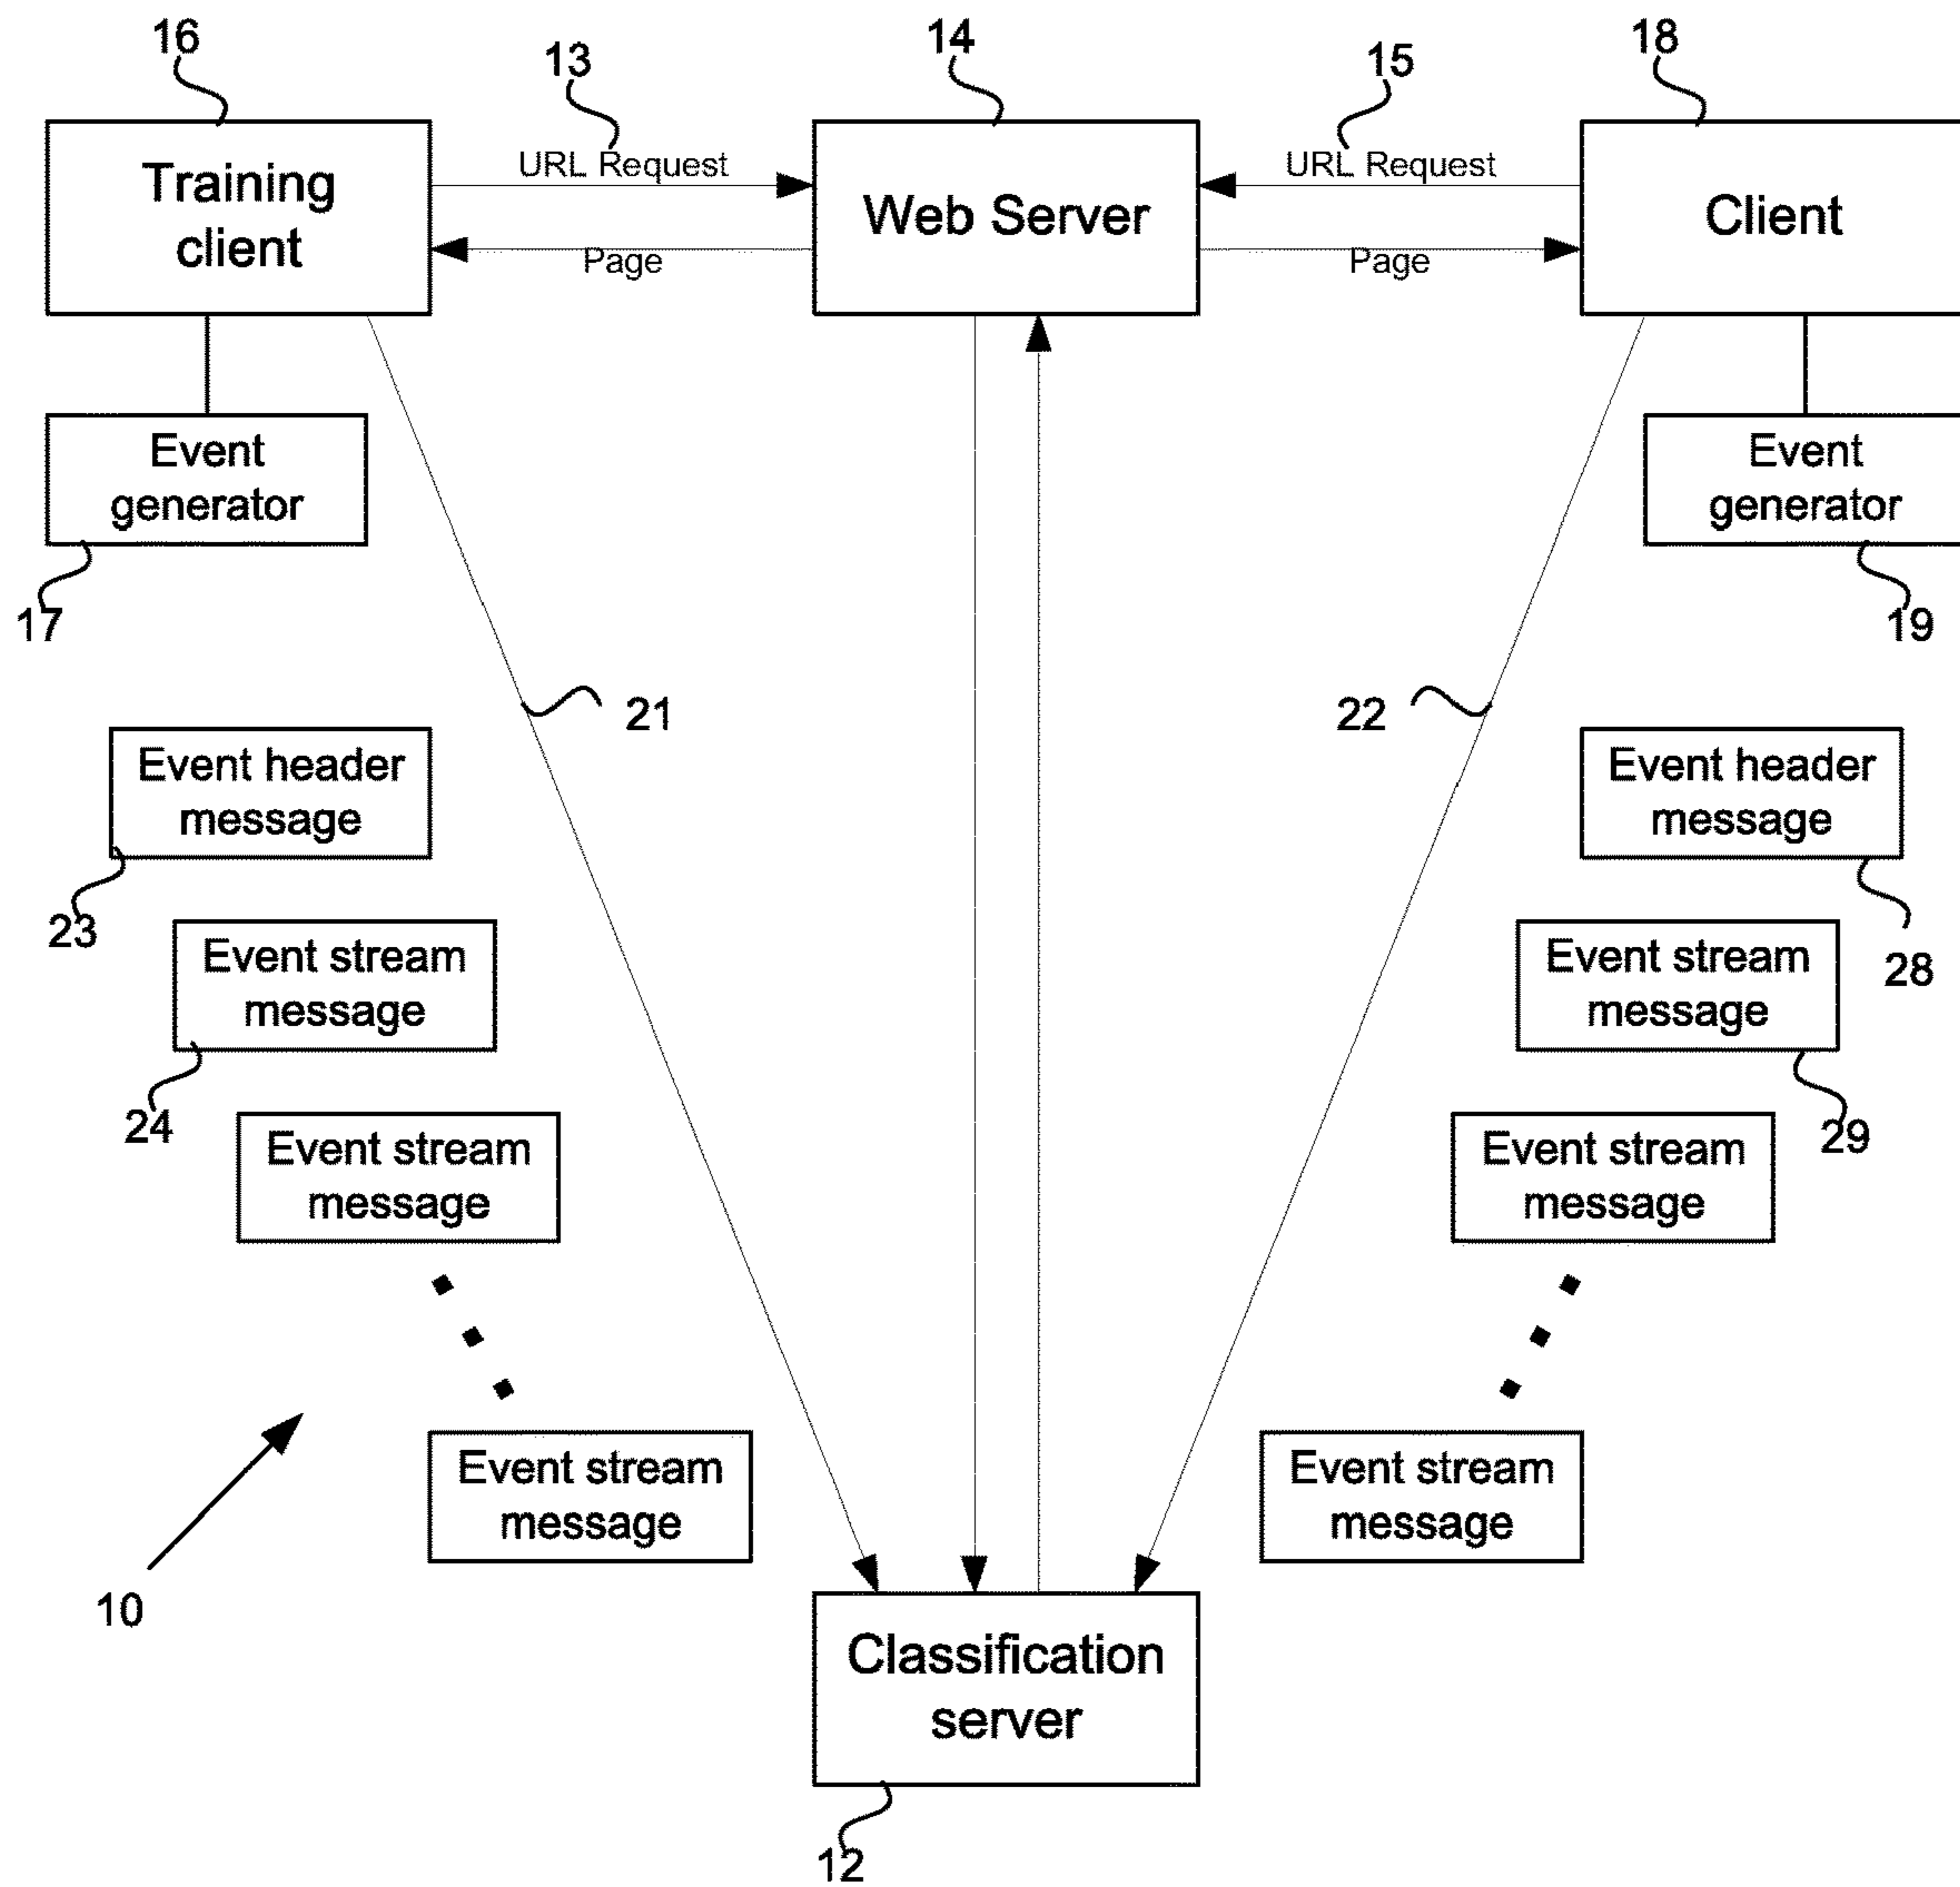 16
13
14
15
18
Training
client
URL Request
Page
Web Server
URL Request
Page
Client
Event
generator
Event
generator
17
19
21
22
Event header
message
Event header
message
23
28
Event stream
message
Event stream
message
24
29
Event stream
message
Event stream
message
Event stream
message
Event stream
message
10
Classification
server
12